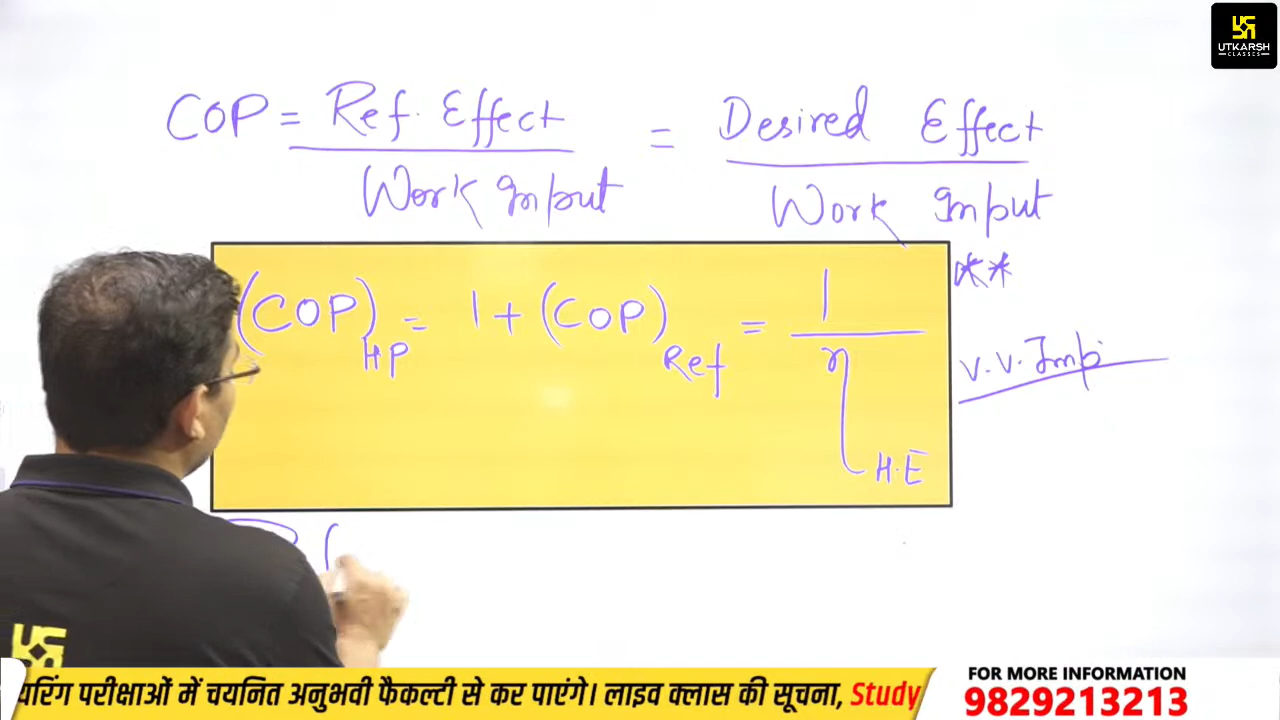 UTKARSH
CLASSES
COP = Ref. Effect / Work Input = Desired Effect / Work Input
**
(COP)HP = 1 + (COP)Ref = 1 / η H.E
V.V. Imp
(
यरिंग परीक्षाओं में चयनित अनुभवी फैकल्टी से कर पाएंगे। लाइव क्लास की सूचना, Study
FOR MORE INFORMATION
9829213213